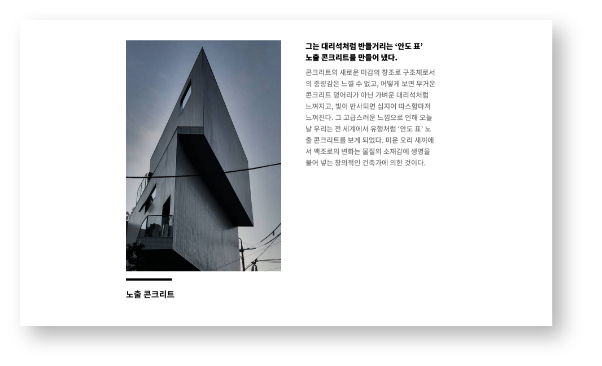 그는 대리석처럼 반들거리는 ‘안도 표’
노출 콘크리트를 만들어 냈다.
콘크리트의 새로운 미감의 창조로 구조체로서
의 중량감은 느낄 수 없고, 어떻게 보면 무거운
콘크리트 덩어리가 아닌 가벼운 대리석처럼
느껴지고, 빛이 반사되면 심지어 따스함마저
느껴진다. 그 고급스러운 느낌으로 인해 오늘
날 우리는 전 세계에서 유행처럼 ‘안도 표’ 노
출 콘크리트를 보게 되었다. 미운 오리 새끼에
서 백조로의 변화는 물질의 소재감에 생명을
불어 넣는 창의적인 건축가에 의한 것이다.
노출 콘크리트